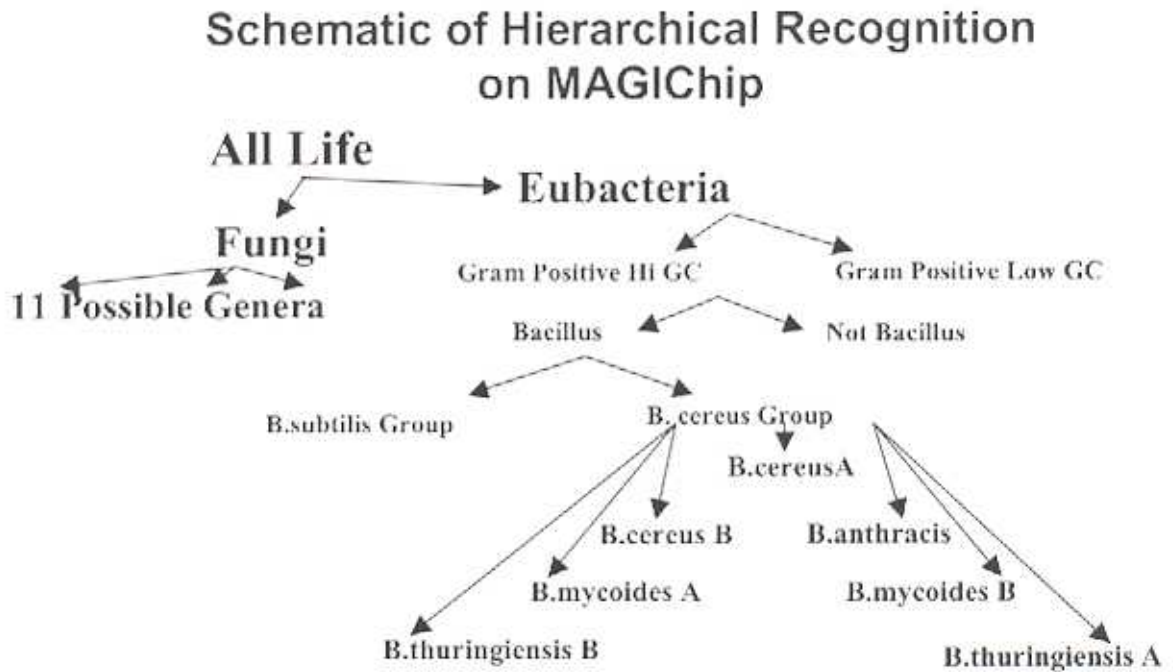 Schematic of Hierarchical Recognition
on MAGIChip
All Life
Eubacteria
Fungi
Gram Positive Hi GC
Gram Positive Low GC
11 Possible Genera
Bacillus
Not Bacillus
B.subtilis Group
B. cereus Group
B.cereusA
B.cereus B
B.anthracis
B.mycoides A
B.mycoides B
B.thuringiensis B
B.thuringiensis A